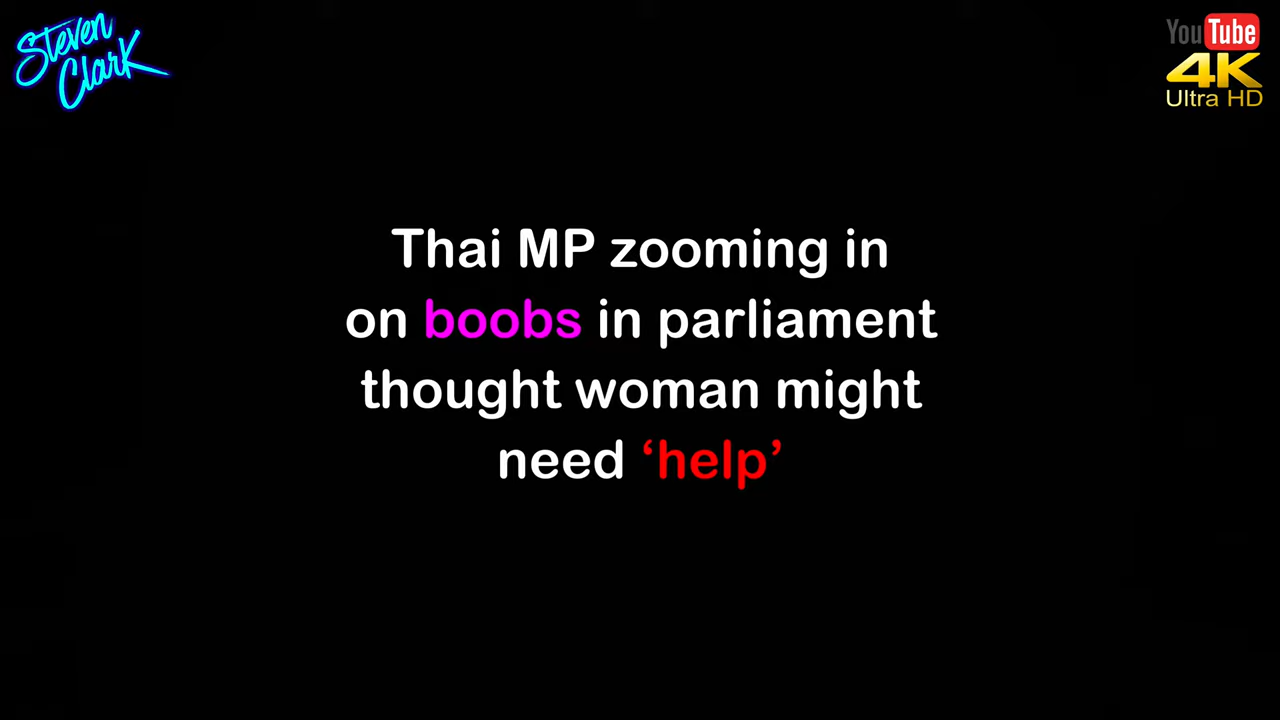 Steven
Clark
YouTube
4K
Ultra HD
Thai MP zooming in
on boobs in parliament
thought woman might
need ‘help’